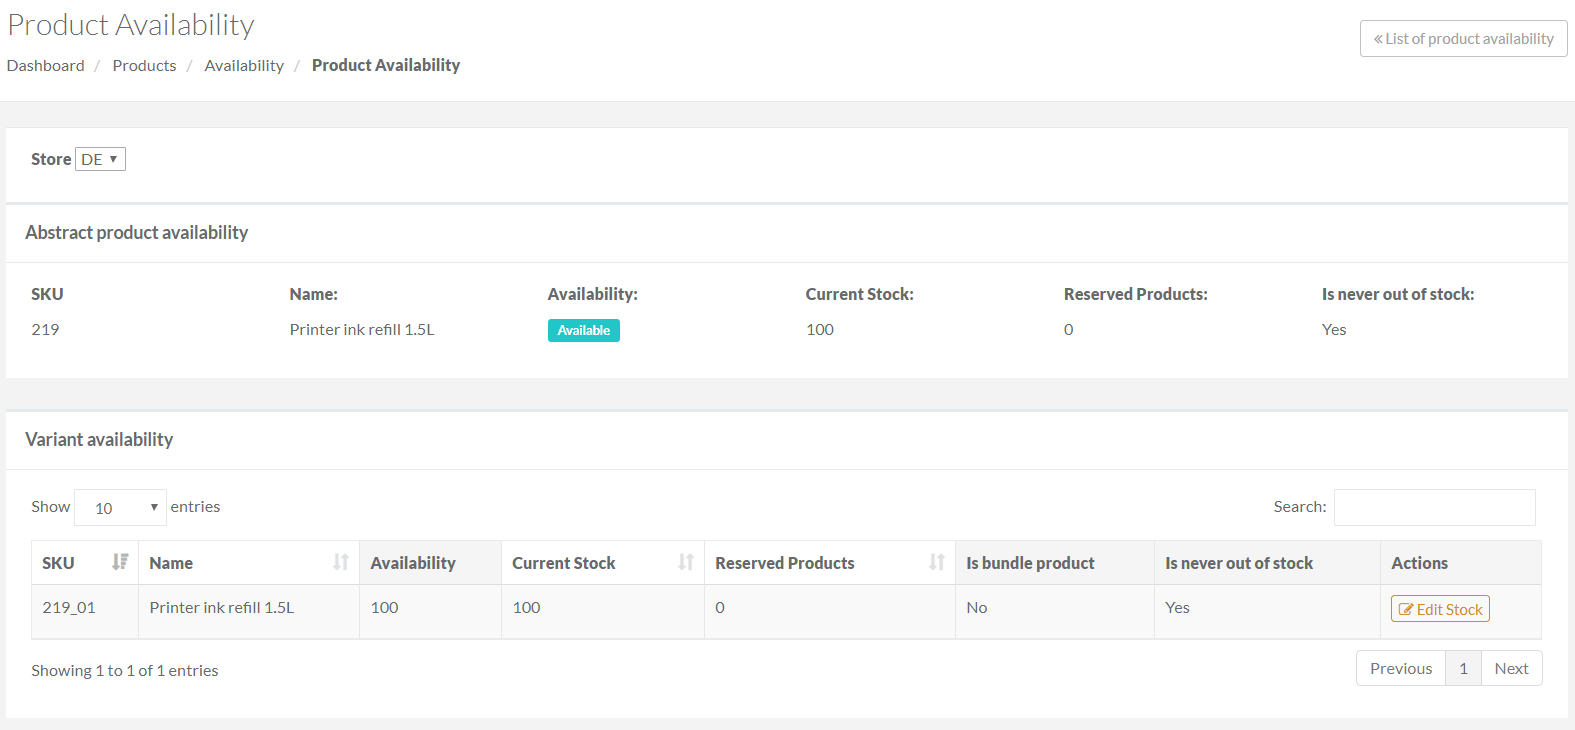 Product Availability
« List of product availability
Dashboard / Products / Availability / Product Availability
Store DE ▼
Abstract product availability
SKU Name: Availability: Current Stock: Reserved Products: Is never out of stock:
219 Printer ink refill 1.5L Available 100 0 Yes
Variant availability
Show 10 ▼ entries Search:
SKU Name Availability Current Stock Reserved Products Is bundle product Is never out of stock Actions
219_01 Printer ink refill 1.5L 100 100 0 No Yes Edit Stock
Showing 1 to 1 of 1 entries Previous 1 Next